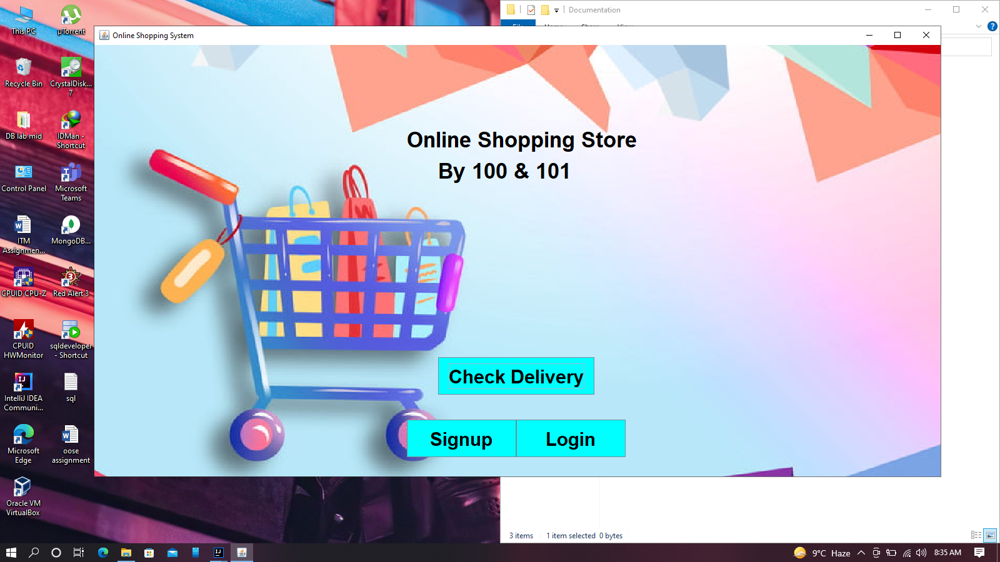 This PC
µTorrent
Recycle Bin
CrystalDisk...
7
DB lab mid
IDMan -
Shortcut
Control Panel
Microsoft
Teams
ITM
Assignmen...
MongoDB...
CPUID CPU-Z
Red Alert 3
CPUID
HWMonitor
sqldeveloper
- Shortcut
IntelliJ IDEA
Communi...
sql
Microsoft
Edge
oose
assignment
Oracle VM
VirtualBox
Documentation
Online Shopping System
Online Shopping Store
By 100 & 101
Check Delivery
Signup
Login
3 items
1 item selected 0 bytes
9°C Haze
8:35 AM